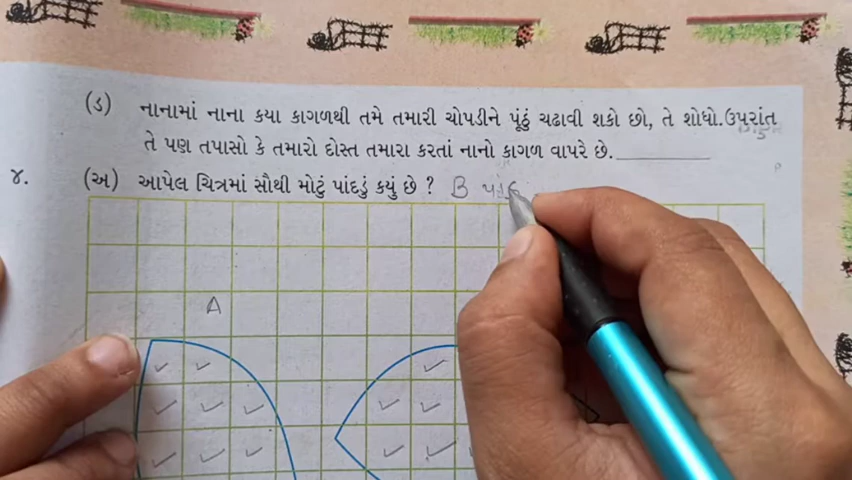 (ડ) નાનામાં નાના કયા કાગળથી તમે તમારી ચોપડીને પૂંઠું ચઢાવી શકો છો, તે શોધો.ઉપરાંત
તે પણ તપાસો કે તમારો દોસ્ત તમારા કરતાં નાનો કાગળ વાપરે છે.
૪. (અ) આપેલ ચિત્રમાં સૌથી મોટું પાંદડું કયું છે ? B
A